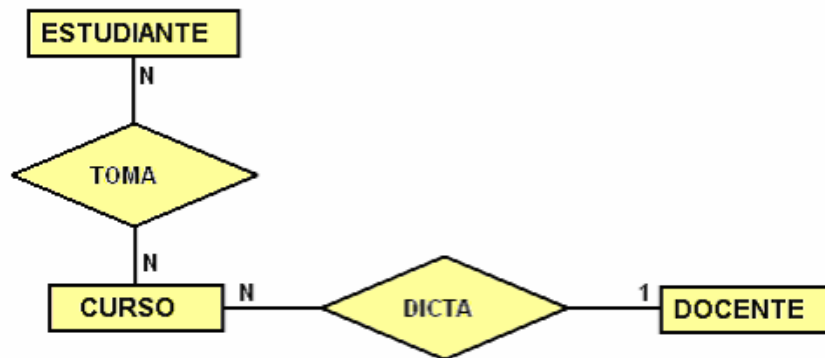 ESTUDIANTE
N
TOMA
N
CURSO
N
DICTA
1
DOCENTE